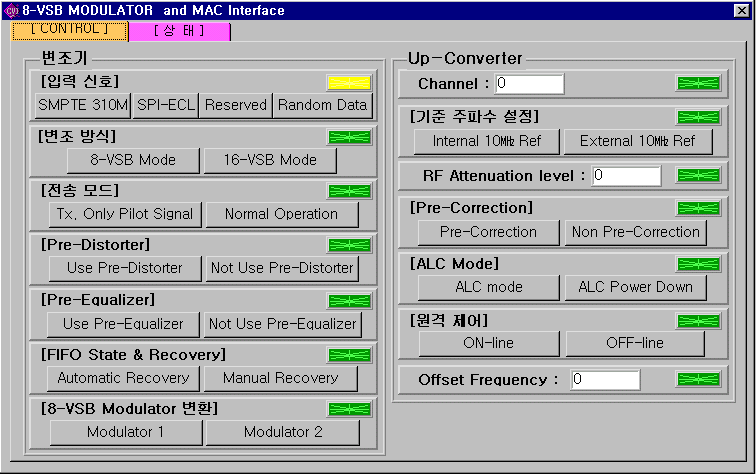 8-VSB MODULATOR and MAC Interface
[ CONTROL ] [ 상 태 ]
변조기
[입력 신호]
SMPTE 310M SPI-ECL Reserved Random Data
[변조 방식]
8-VSB Mode 16-VSB Mode
[전송 모드]
Tx. Only Pilot Signal Normal Operation
[Pre-Distorter]
Use Pre-Distorter Not Use Pre-Distorter
[Pre-Equalizer]
Use Pre-Equalizer Not Use Pre-Equalizer
[FIFO State & Recovery]
Automatic Recovery Manual Recovery
[8-VSB Modulator 변환]
Modulator 1 Modulator 2
Up-Converter
Channel : 0
[기준 주파수 설정]
Internal 10㎒ Ref External 10㎒ Ref
RF Attenuation level : 0
[Pre-Correction]
Pre-Correction Non Pre-Correction
[ALC Mode]
ALC mode ALC Power Down
[원격 제어]
ON-line OFF-line
Offset Frequency : 0